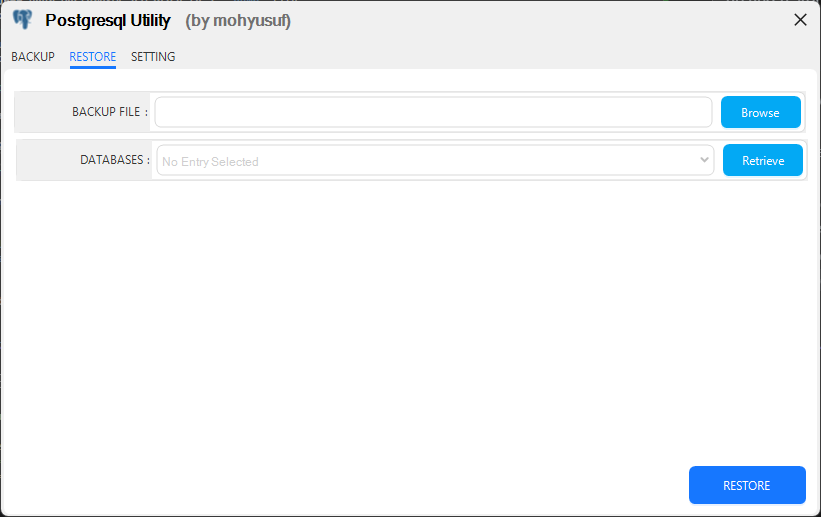 Postgresql Utility (by mohyusuf)
BACKUP RESTORE SETTING
BACKUP FILE : Browse
DATABASES : No Entry Selected Retrieve
RESTORE